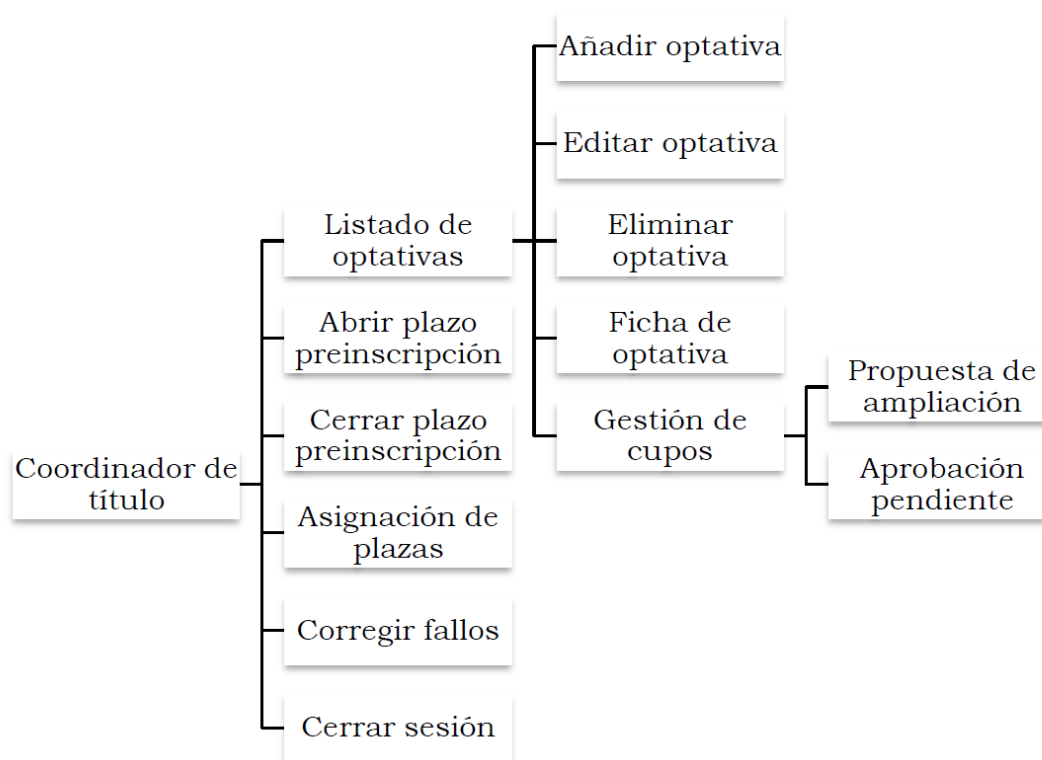 Añadir optativa
Editar optativa
Listado de
optativas
Eliminar
optativa
Abrir plazo
preinscripción
Ficha de
optativa
Propuesta de
ampliación
Cerrar plazo
preinscripción
Gestión de
cupos
Coordinador de
título
Aprobación
pendiente
Asignación de
plazas
Corregir fallos
Cerrar sesión